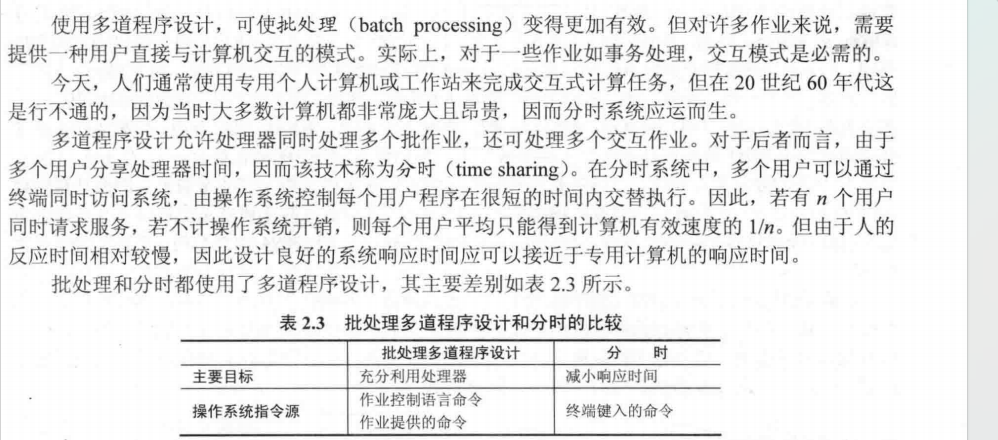 使用多道程序设计，可使批处理（batch processing）变得更加有效。但对许多作业来说，需要
提供一种用户直接与计算机交互的模式。实际上，对于一些作业如事务处理，交互模式是必需的。
今天，人们通常使用专用个人计算机或工作站来完成交互式计算任务，但在 20 世纪 60 年代这
是行不通的，因为当时大多数计算机都非常庞大且昂贵，因而分时系统应运而生。
多道程序设计允许处理器同时处理多个批作业，还可处理多个交互作业。对于后者而言，由于
多个用户分享处理器时间，因而该技术称为分时（time sharing）。在分时系统中，多个用户可以通过
终端同时访问系统，由操作系统控制每个用户程序在很短的时间内交替执行。因此，若有 n 个用户
同时请求服务，若不计操作系统开销，则每个用户平均只能得到计算机有效速度的 1/n。但由于人的
反应时间相对较慢，因此设计良好的系统响应时间应可以接近于专用计算机的响应时间。
批处理和分时都使用了多道程序设计，其主要差别如表 2.3 所示。
表 2.3 批处理多道程序设计和分时的比较
批处理多道程序设计 分 时
主要目标 充分利用处理器 减小响应时间
操作系统指令源 作业控制语言命令 终端键入的命令
作业提供的命令